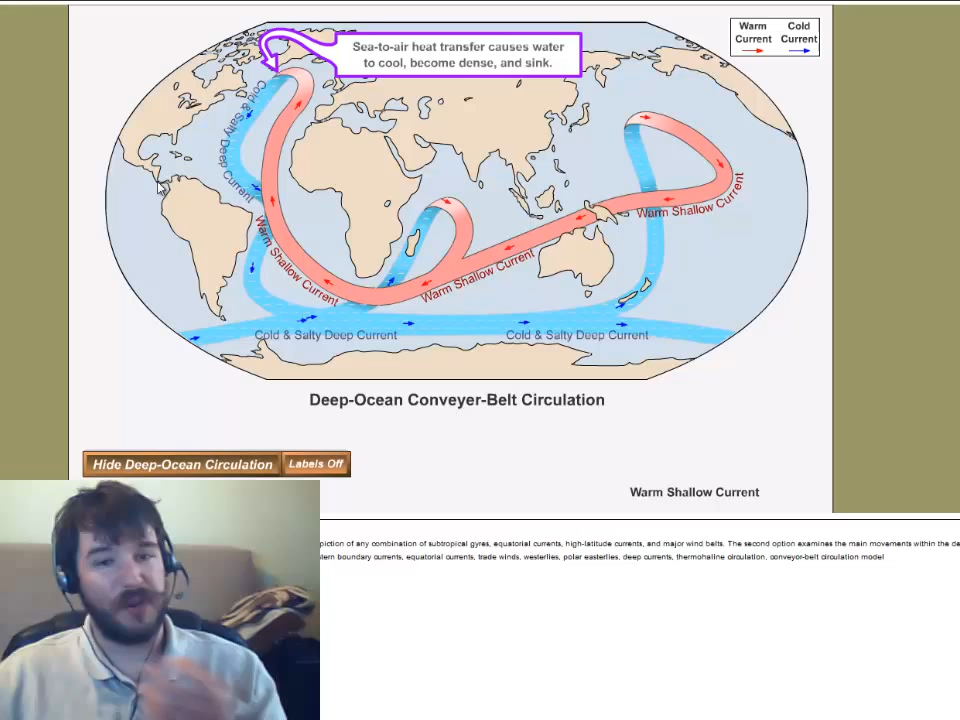 Sea-to-air heat transfer causes water
to cool, become dense, and sink.
Warm
Current
Cold
Current
Cold & Salty Deep Current
Warm Shallow Current
Warm Shallow Current
Warm Shallow Current
Cold & Salty Deep Current
Cold & Salty Deep Current
Deep-Ocean Conveyer-Belt Circulation
Hide Deep-Ocean Circulation
Labels Off
Warm Shallow Current
of any combination of subtropical gyres, equatorial currents, high-latitude currents, and major wind belts. The second option examines the main movements within the
boundary currents, equatorial currents, trade winds, westerlies, polar easterlies, deep currents, thermohaline circulation, conveyor-belt circulation model